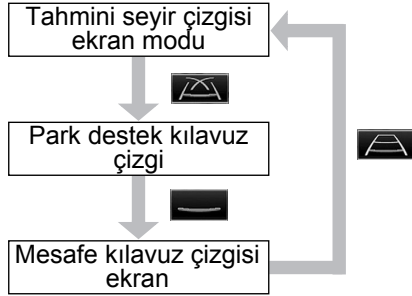 Tahmini seyir çizgisi
ekran modu
Park destek kılavuz
çizgi
Mesafe kılavuz çizgisi
ekran